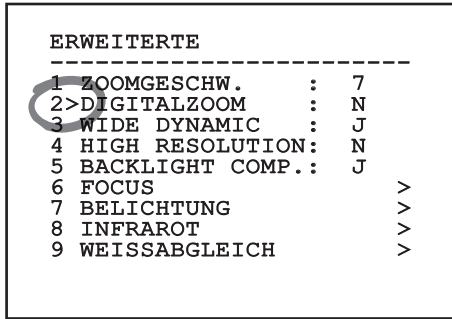 ERWEITERTE
--------------------------
1 ZOOMGESCHW. : 7
2>DIGITALZOOM : N
3 WIDE DYNAMIC : J
4 HIGH RESOLUTION: N
5 BACKLIGHT COMP.: J
6 FOCUS >
7 BELICHTUNG >
8 INFRAROT >
9 WEISSABGLEICH >